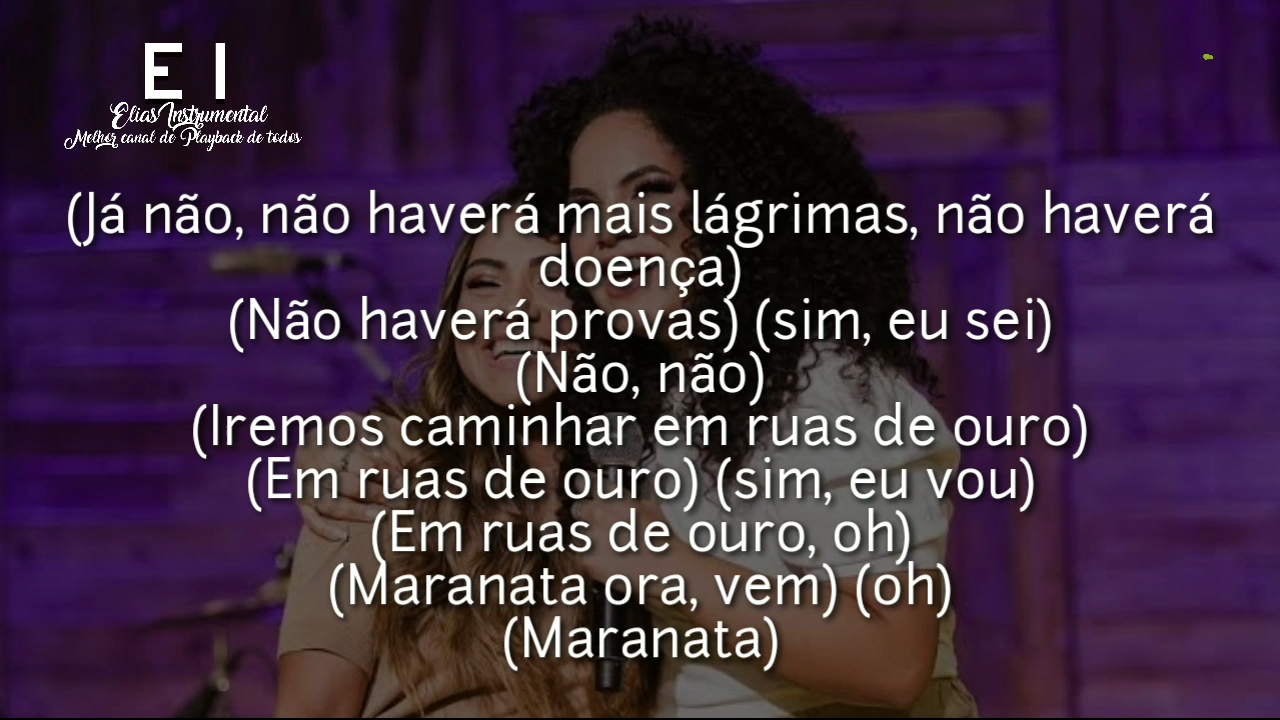 E I
Elias Instrumental
Melhor canal de Playback de todos
(Já não, não haverá mais lágrimas, não haverá
doença)
(Não haverá provas) (sim, eu sei)
(Não, não)
(Iremos caminhar em ruas de ouro)
(Em ruas de ouro) (sim, eu vou)
(Em ruas de ouro, oh)
(Maranata ora, vem) (oh)
(Maranata)